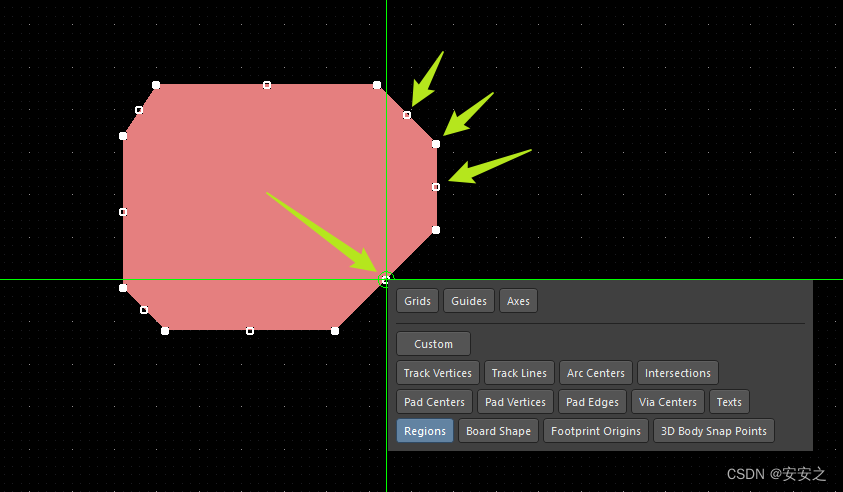 Grids Guides Axes
Custom
Track Vertices Track Lines Arc Centers Intersections
Pad Centers Pad Vertices Pad Edges Via Centers Texts
Regions Board Shape Footprint Origins 3D Body Snap Points
CSDN @安安之